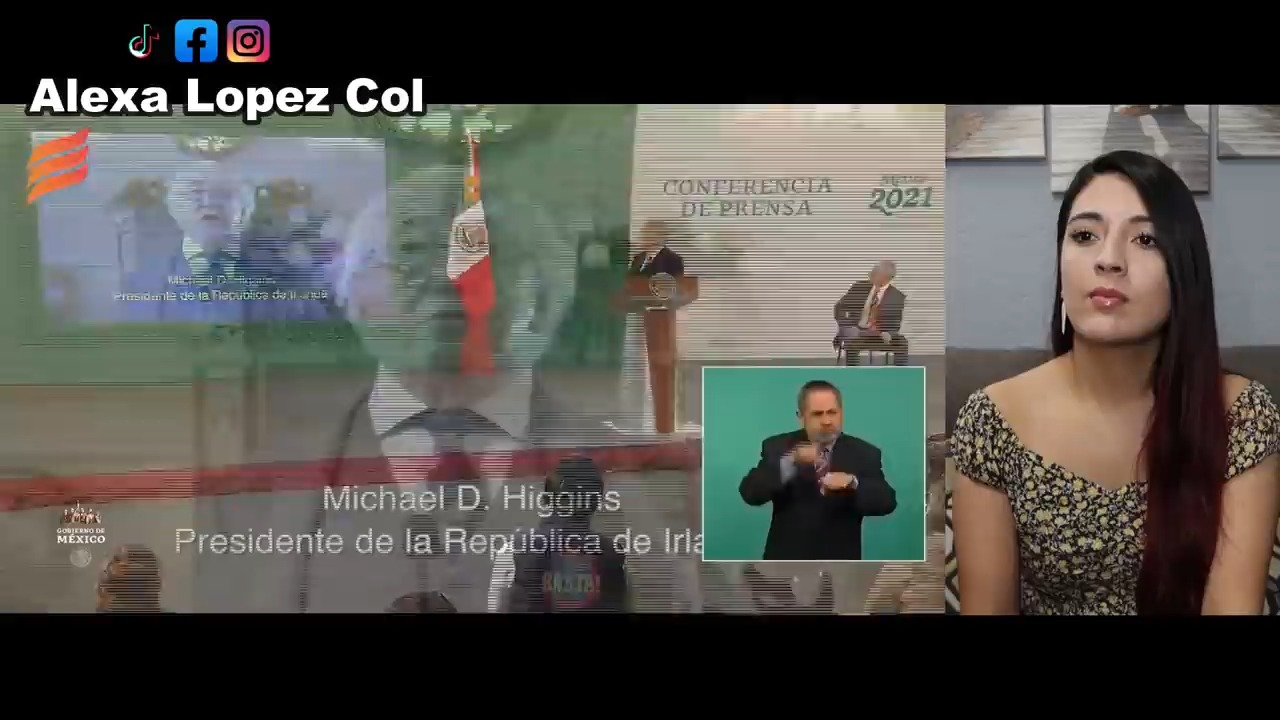 Alexa Lopez Col
CONFERENCIA
DE PRENSA
2021
Michael D. Higgins
Presidente de la República de Irlanda
Michael D. Higgins
Presidente de la República de Irla
GOBIERNO DE
MÉXICO